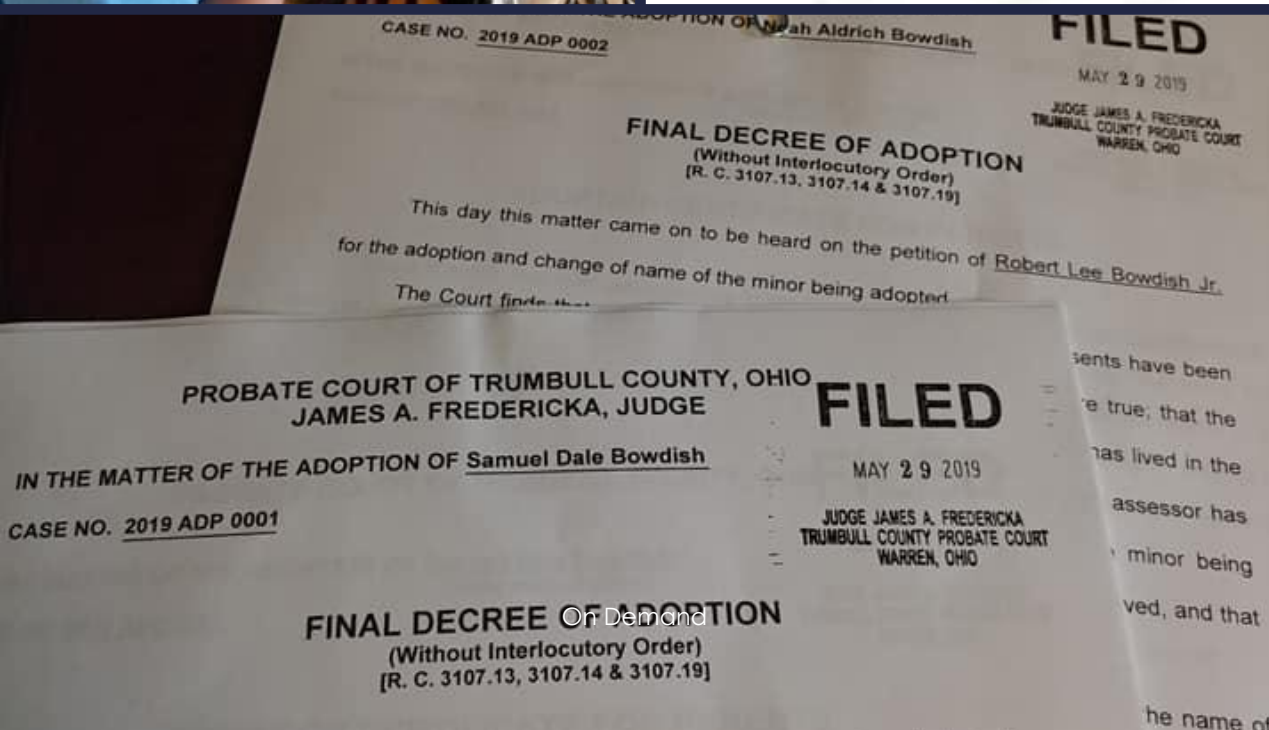 ADOPTION OF Noah Aldrich Bowdish
CASE NO. 2019 ADP 0002
FILED
MAY 29 2019
JUDGE JAMES A. FREDERICKA
TRUMBULL COUNTY PROBATE COURT
WARREN, OHIO
FINAL DECREE OF ADOPTION
(Without Interlocutory Order)
[R. C. 3107.13, 3107.14 & 3107.19]
This day this matter came on to be heard on the petition of Robert Lee Bowdish Jr.
for the adoption and change of name of the minor being adopted
The Court finds that
sents have been
e true; that the
has lived in the
assessor has
minor being
ved, and that
he name of
PROBATE COURT OF TRUMBULL COUNTY, OHIO
JAMES A. FREDERICKA, JUDGE
FILED
IN THE MATTER OF THE ADOPTION OF Samuel Dale Bowdish
MAY 29 2019
CASE NO. 2019 ADP 0001
JUDGE JAMES A. FREDERICKA
TRUMBULL COUNTY PROBATE COURT
WARREN, OHIO
FINAL DECREE OF ADOPTION
On Demand
(Without Interlocutory Order)
[R. C. 3107.13, 3107.14 & 3107.19]